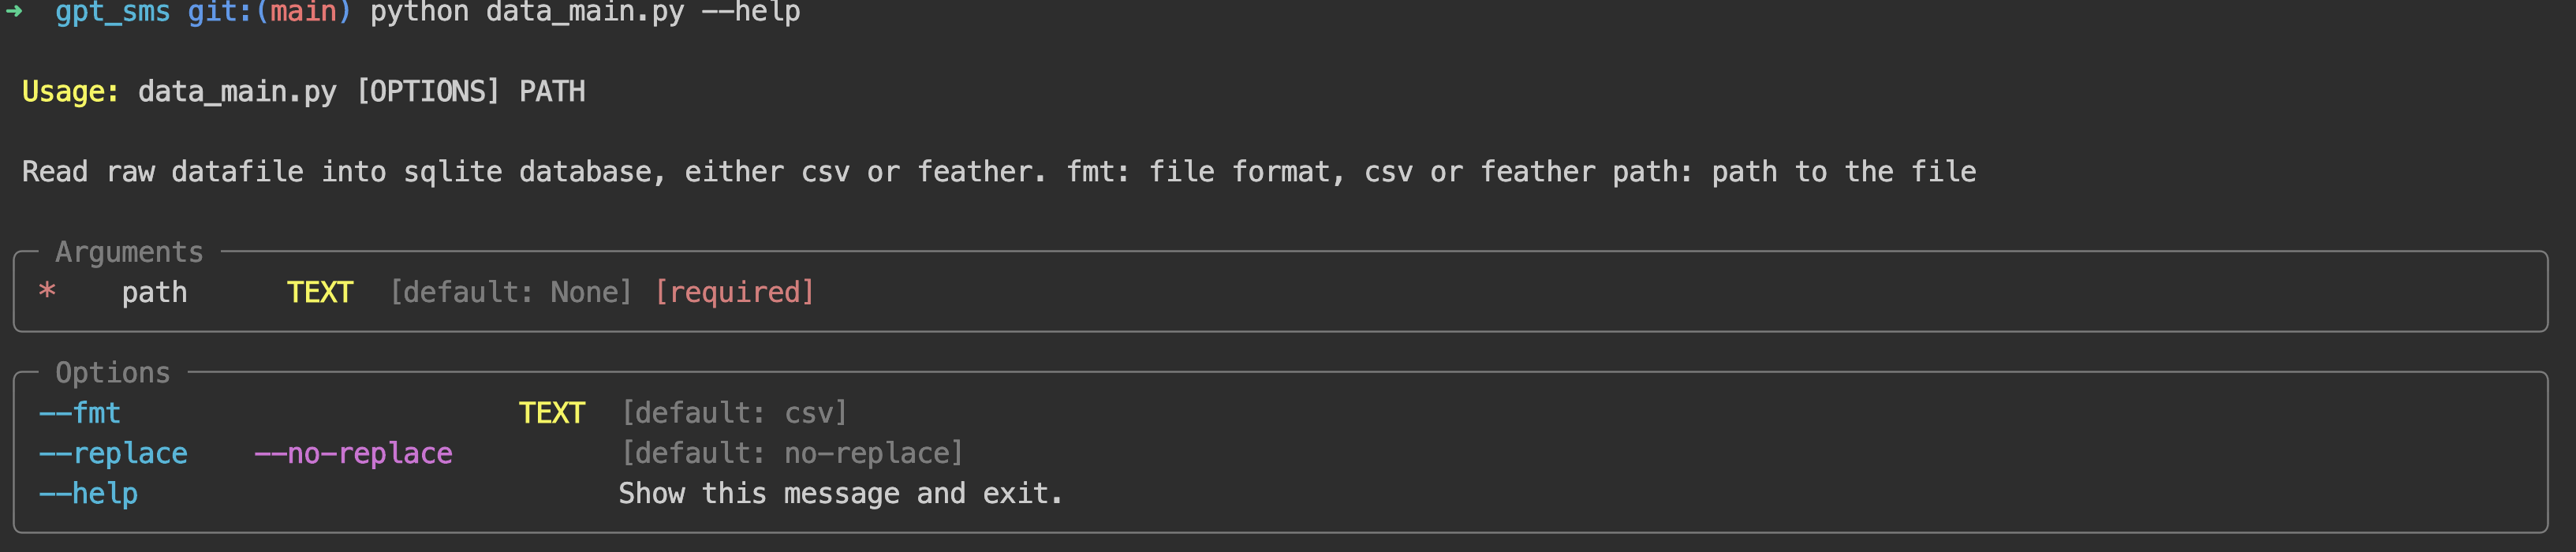 ➜ gpt_sms git:(main) python data_main.py --help
Usage: data_main.py [OPTIONS] PATH
Read raw datafile into sqlite database, either csv or feather. fmt: file format, csv or feather path: path to the file
Arguments
* path TEXT [default: None] [required]
Options
--fmt TEXT [default: csv]
--replace --no-replace [default: no-replace]
--help Show this message and exit.